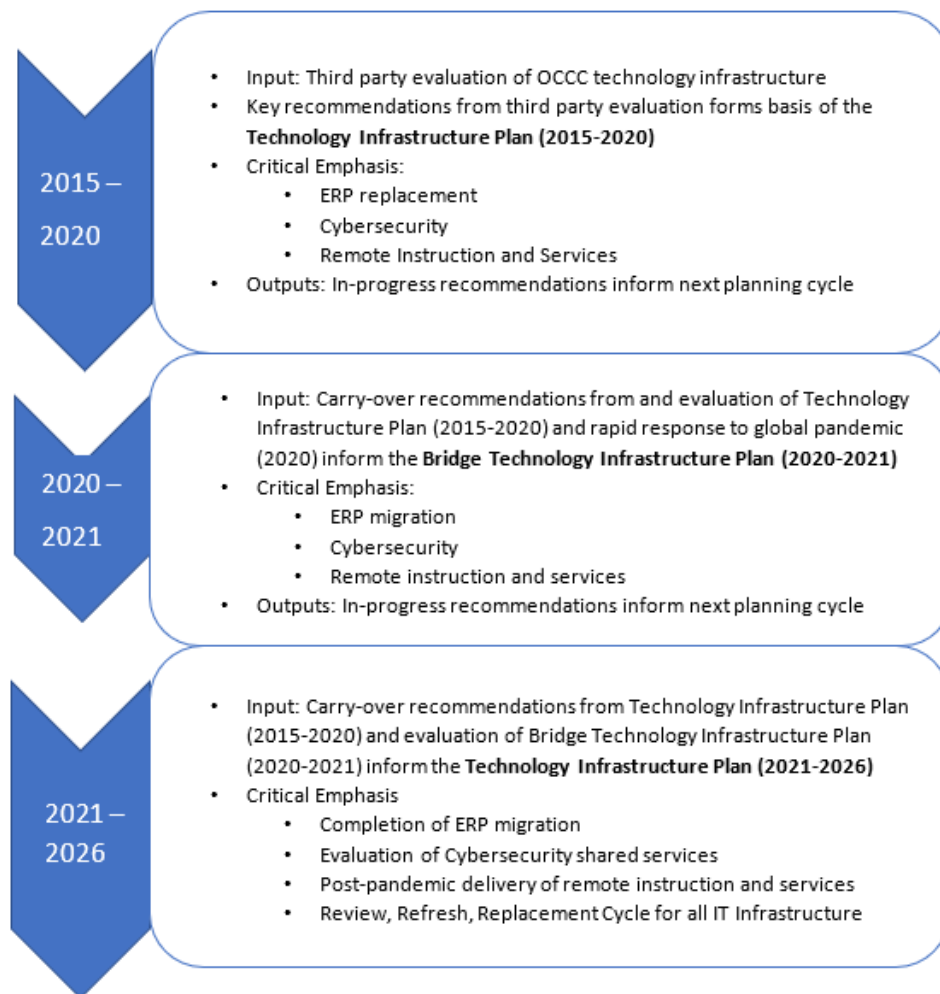 2015 –
2020
• Input: Third party evaluation of OCCC technology infrastructure
• Key recommendations from third party evaluation forms basis of the
Technology Infrastructure Plan (2015-2020)
• Critical Emphasis:
• ERP replacement
• Cybersecurity
• Remote Instruction and Services
• Outputs: In-progress recommendations inform next planning cycle
2020 –
2021
• Input: Carry-over recommendations from and evaluation of Technology
Infrastructure Plan (2015-2020) and rapid response to global pandemic
(2020) inform the Bridge Technology Infrastructure Plan (2020-2021)
• Critical Emphasis:
• ERP migration
• Cybersecurity
• Remote instruction and services
• Outputs: In-progress recommendations inform next planning cycle
2021 –
2026
• Input: Carry-over recommendations from Technology Infrastructure Plan
(2015-2020) and evaluation of Bridge Technology Infrastructure Plan
(2020-2021) inform the Technology Infrastructure Plan (2021-2026)
• Critical Emphasis
• Completion of ERP migration
• Evaluation of Cybersecurity shared services
• Post-pandemic delivery of remote instruction and services
• Review, Refresh, Replacement Cycle for all IT Infrastructure